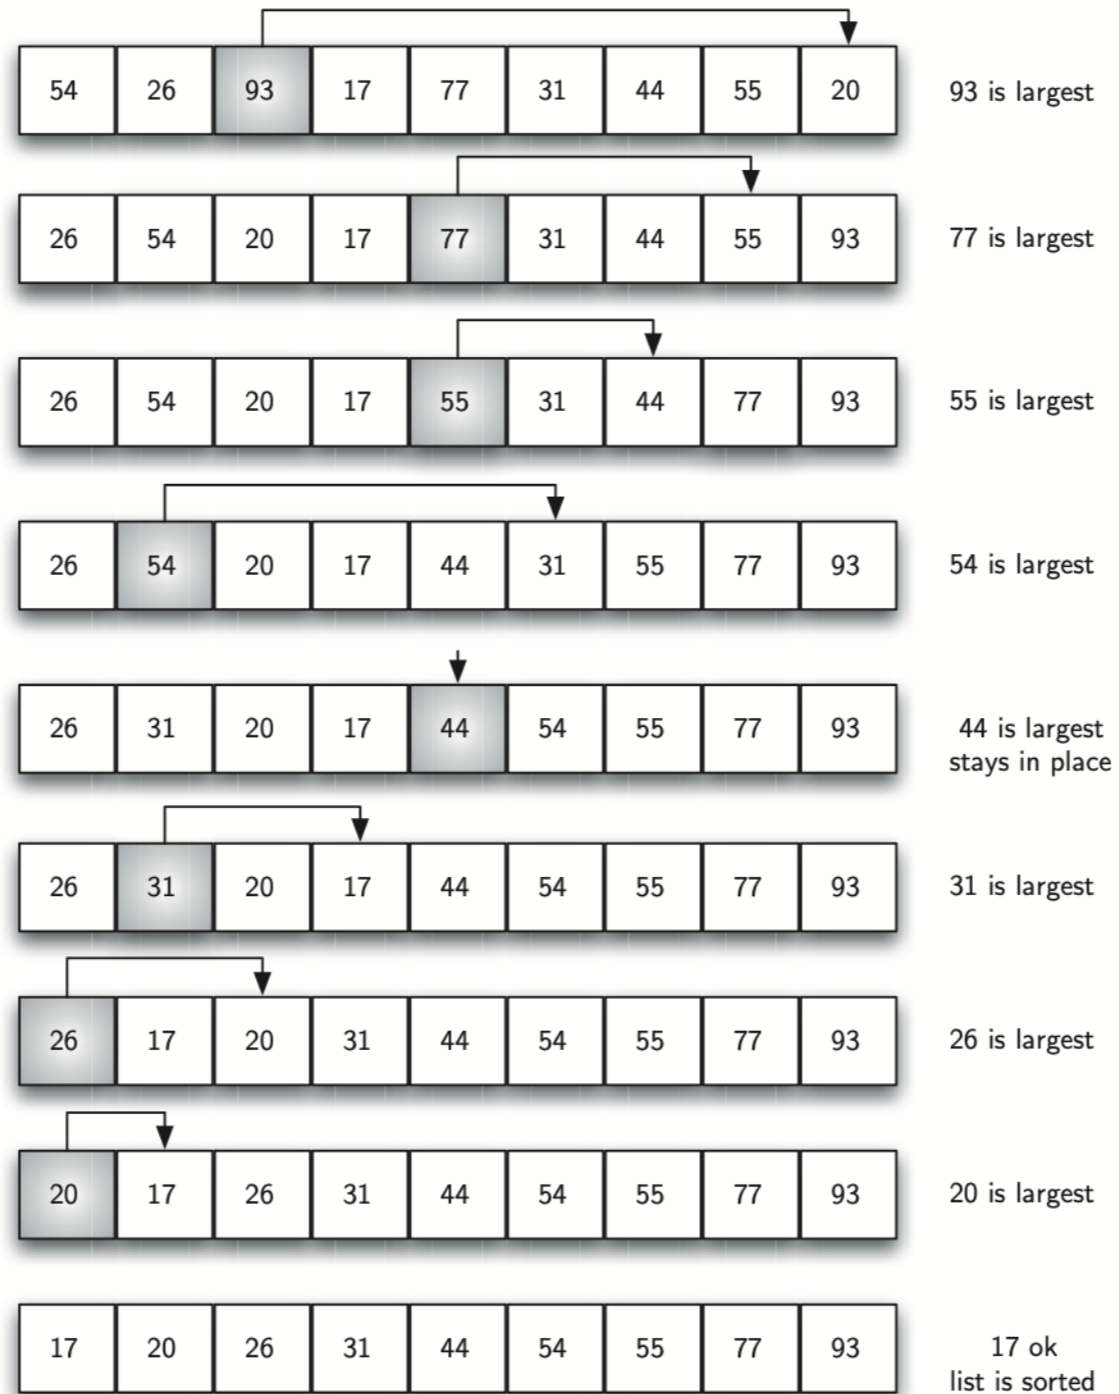 54 26 93 17 77 31 44 55 20 93 is largest
26 54 20 17 77 31 44 55 93 77 is largest
26 54 20 17 55 31 44 77 93 55 is largest
26 54 20 17 44 31 55 77 93 54 is largest
26 31 20 17 44 54 55 77 93 44 is largest
stays in place
26 31 20 17 44 54 55 77 93 31 is largest
26 17 20 31 44 54 55 77 93 26 is largest
20 17 26 31 44 54 55 77 93 20 is largest
17 20 26 31 44 54 55 77 93 17 ok
list is sorted